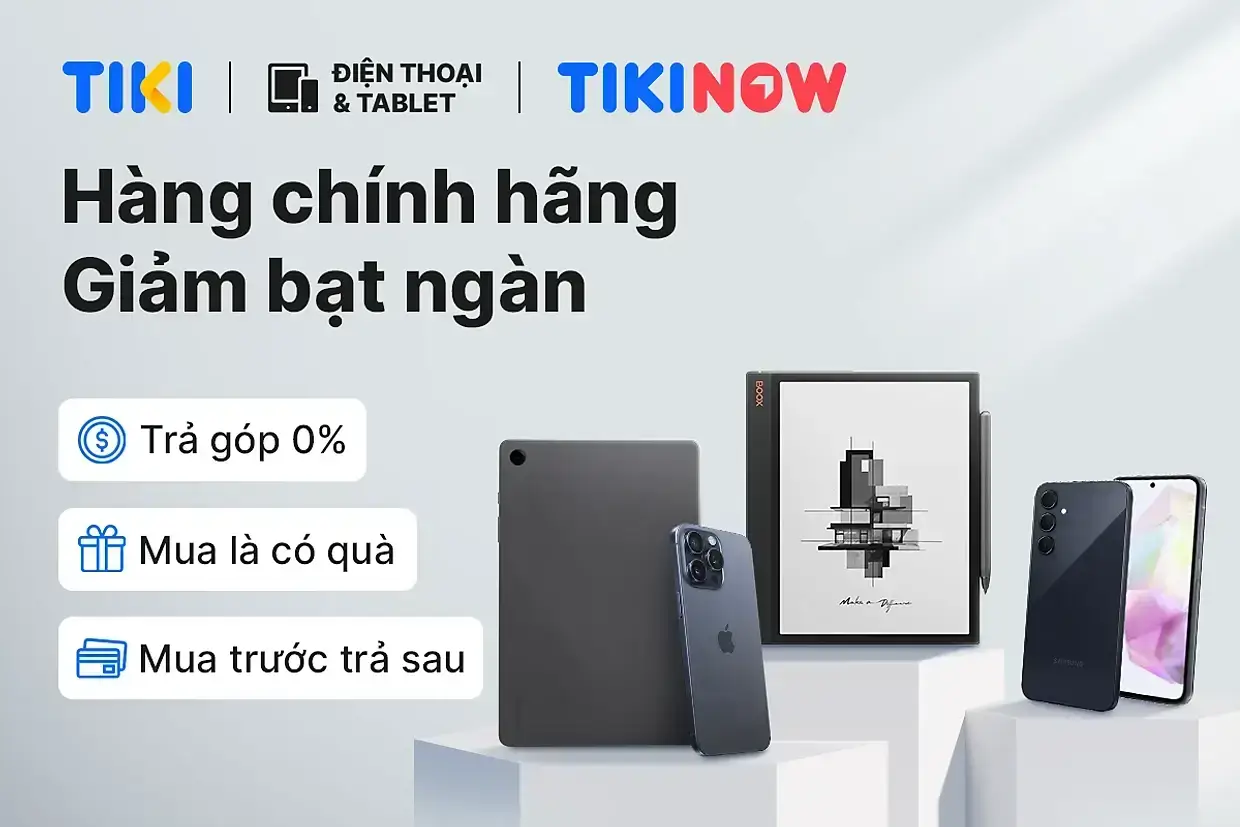 TIKI
ĐIỆN THOẠI
& TABLET
TIKINOW
Hàng chính hãng
Giảm bạt ngàn
Trả góp 0%
Mua là có quà
Mua trước trả sau
BOOX
SAMSUNG